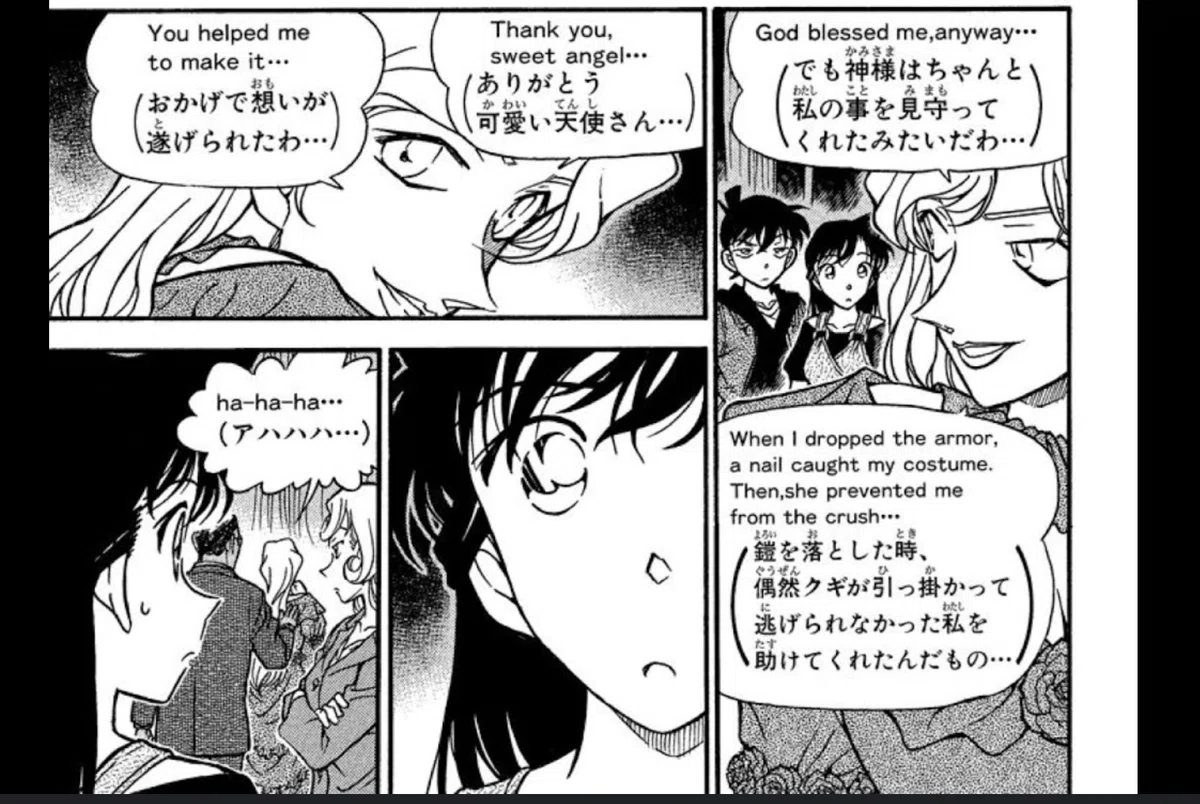 God blessed me,anyway…
(でも神様はちゃんと
私の事を見守って
くれたみたいだわ…)
When I dropped the armor,
a nail caught my costume.
Then,she prevented me
from the crush…
(鎧を落とした時、
偶然クギが引っ掛かって
逃げられなかった私を
助けてくれたんだもの…)
Thank you,
sweet angel…
(ありがとう
可愛い天使さん…)
You helped me
to make it…
(おかげで想いが
遂げられたわ…)
ha-ha-ha…
(アハハハ…)